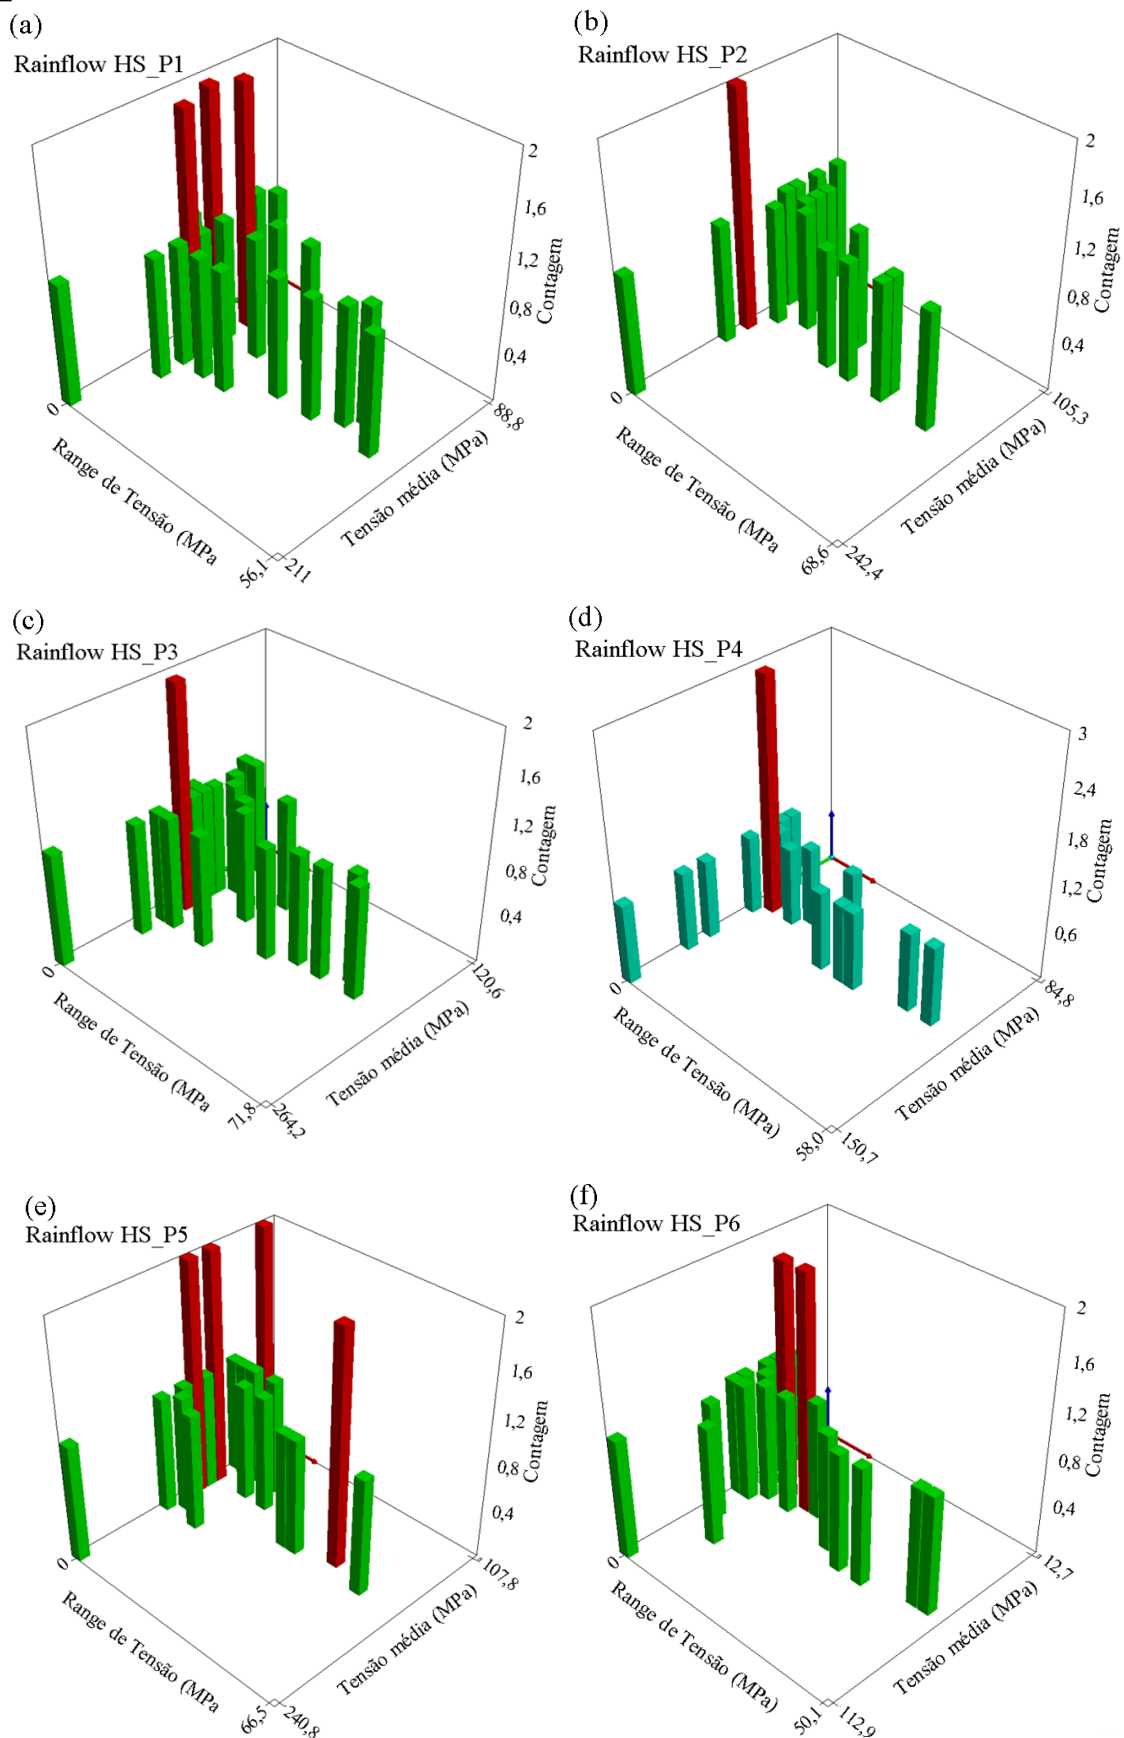 (a)
Rainflow HS_P1
2
1,6
1,2
0,8
0,4
Contagem
0
Range de Tensão (MPa
56,1
211
Tensão média (MPa)
88,8
(b)
Rainflow HS_P2
2
1,6
1,2
0,8
0,4
Contagem
0
Range de Tensão (MPa
68,6
242,4
Tensão média (MPa)
105,3
(c)
Rainflow HS_P3
2
1,6
1,2
0,8
0,4
Contagem
0
Range de Tensão (MPa
71,8
264,2
Tensão média (MPa)
120,6
(d)
Rainflow HS_P4
3
2,4
1,8
1,2
0,6
Contagem
0
Range de Tensão (MPa)
58,0
150,7
Tensão média (MPa)
84,8
(e)
Rainflow HS_P5
2
1,6
1,2
0,8
0,4
Contagem
0
Range de Tensão (MPa
66,5
240,8
Tensão média (MPa)
107,8
(f)
Rainflow HS_P6
2
1,6
1,2
0,8
0,4
Contagem
0
Range de Tensão (MPa)
50,1
112,9
Tensão média (MPa)
12,7